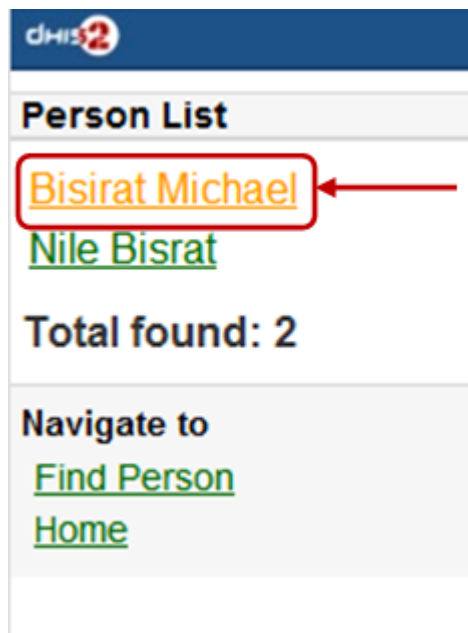 dHIS2
Person List
Bisirat Michael
Nile Bisrat
Total found: 2
Navigate to
Find Person
Home